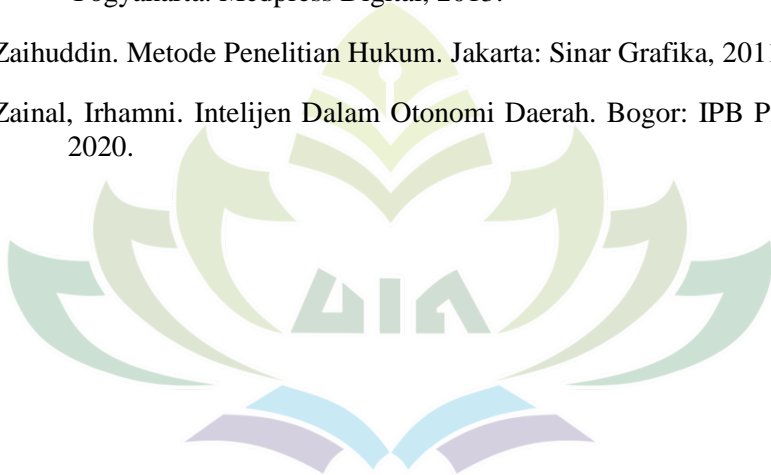 Yogyakarta: Medpress Digital, 2013.
Zaihuddin. Metode Penelitian Hukum. Jakarta: Sinar Grafika, 2011
Zainal, Irhamni. Intelijen Dalam Otonomi Daerah. Bogor: IPB P
2020.
UIN